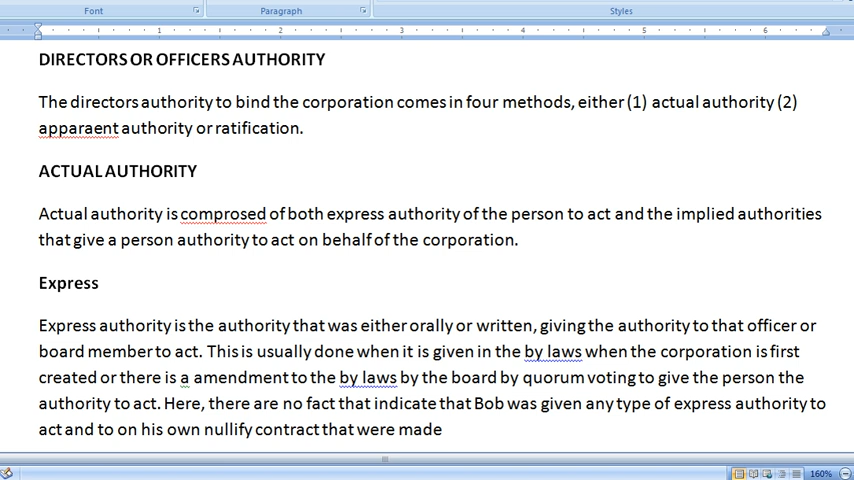 Font Paragraph Styles
1 2 3 4 5 6
DIRECTORS OR OFFICERS AUTHORITY
The directors authority to bind the corporation comes in four methods, either (1) actual authority (2)
apparaent authority or ratification.
ACTUAL AUTHORITY
Actual authority is comprosed of both express authority of the person to act and the implied authorities
that give a person authority to act on behalf of the corporation.
Express
Express authority is the authority that was either orally or written, giving the authority to that officer or
board member to act. This is usually done when it is given in the by laws when the corporation is first
created or there is a amendment to the by laws by the board by quorum voting to give the person the
authority to act. Here, there are no fact that indicate that Bob was given any type of express authority to
act and to on his own nullify contract that were made
160%